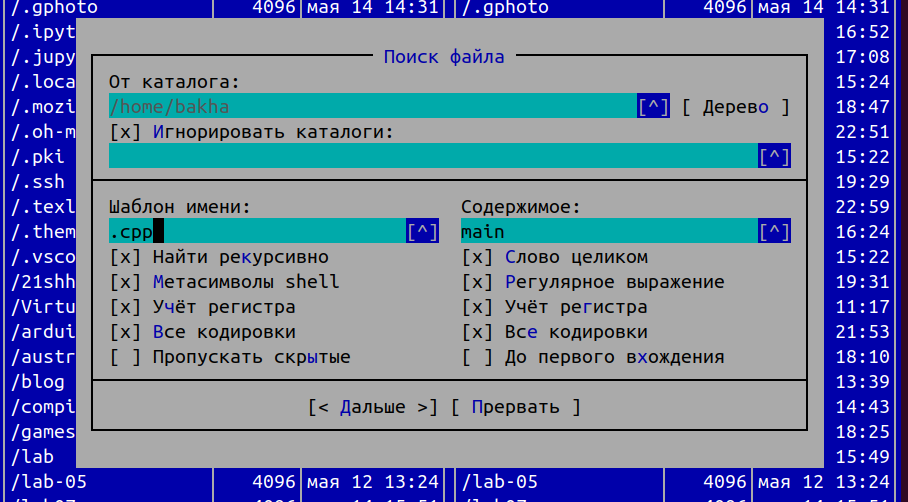 /.gphoto 4096 мая 14 14:31 /.gphoto 4096 мая 14 14:31
/.ipyt 16:52
Поиск файла
/.jupy 17:08
От каталога:
/.loca 15:24
/.mozi /home/bakha [^] [ Дерево ] 18:47
/.oh-m [x] Игнорировать каталоги: 22:51
/.pki [^] 15:22
/.ssh 19:29
/.texl Шаблон имени: Содержимое: 22:59
/.them .cpp [^] main [^] 16:24
/.vsco [x] Найти рекурсивно [x] Слово целиком 15:22
/21shh [x] Метасимволы shell [x] Регулярное выражение 19:31
/Virtu [x] Учёт регистра [x] Учёт регистра 11:17
/ardui [x] Все кодировки [x] Все кодировки 21:53
/austr [ ] Пропускать скрытые [ ] До первого вхождения 18:10
/blog 13:39
/compi [< Дальше >] [ Прервать ] 14:43
/games 18:25
/lab 15:49
/lab-05 4096 мая 12 13:24 /lab-05 4096 мая 12 13:24